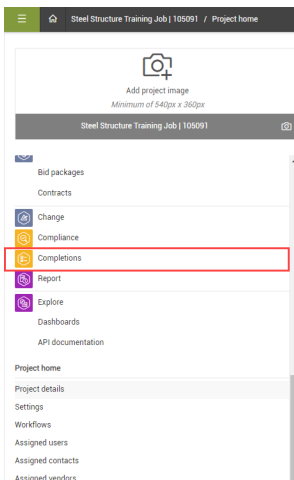 Steel Structure Training Job | 105091 / Project home
Add project image
Minimum of 540px x 360px
Steel Structure Training Job | 105091
Bid packages
Contracts
Change
Compliance
Completions
Report
Explore
Dashboards
API documentation
Project home
Project details
Settings
Workflows
Assigned users
Assigned contacts
Assigned vendors